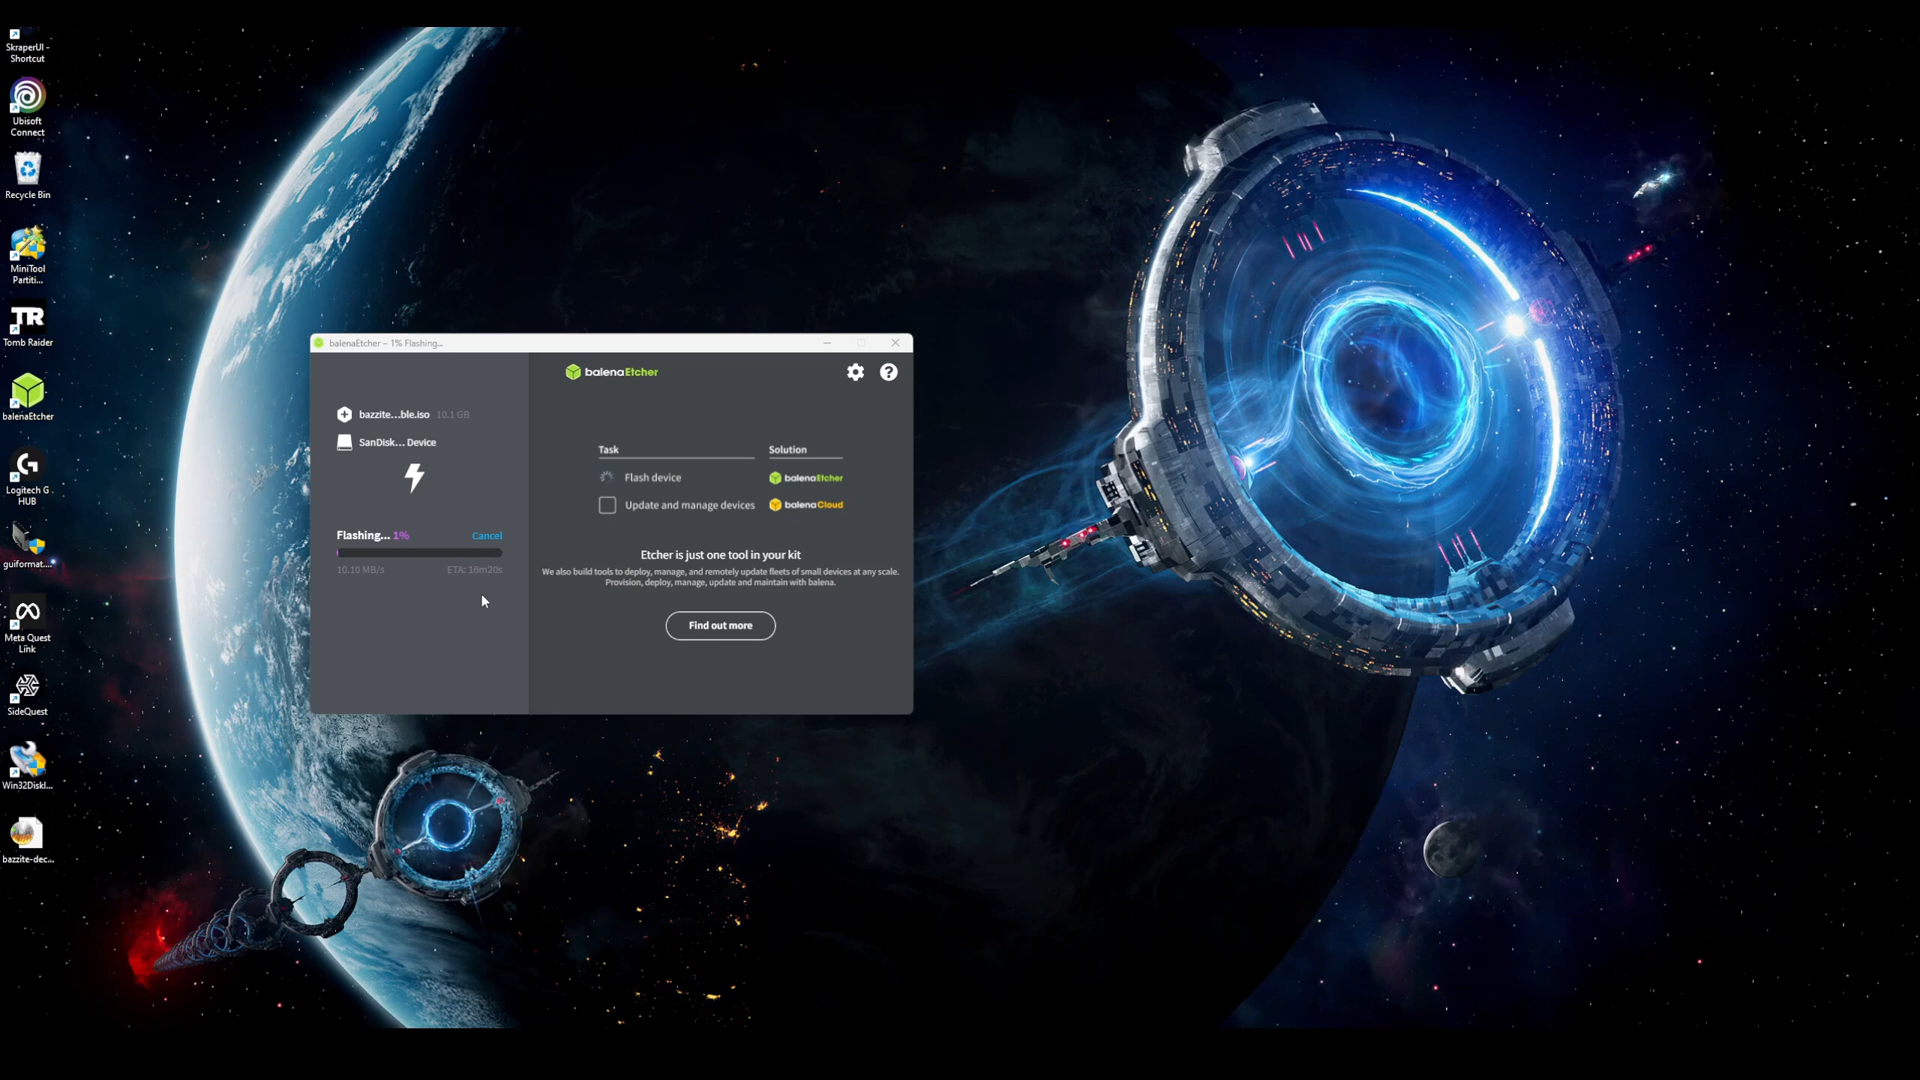 SkraperUI -
Shortcut
Ubisoft
Connect
Recycle Bin
MiniTool
Partiti...
TR
Tomb Raider
balenaEtcher
Logitech G
HUB
guiformat....
Meta Quest
Link
SideQuest
Win32DiskI...
bazzite-dec...
balenaEtcher – 1% Flashing...
balenaEtcher
bazzite...ble.iso 10.1 GB
SanDisk... Device
Flashing... 1% Cancel
10.10 MB/s ETA: 16m20s
Task Solution
Flash device balenaEtcher
Update and manage devices balenaCloud
Etcher is just one tool in your kit
We also build tools to deploy, manage, and remotely update fleets of small devices at any scale.
Provision, deploy, manage, update and maintain with balena.
Find out more